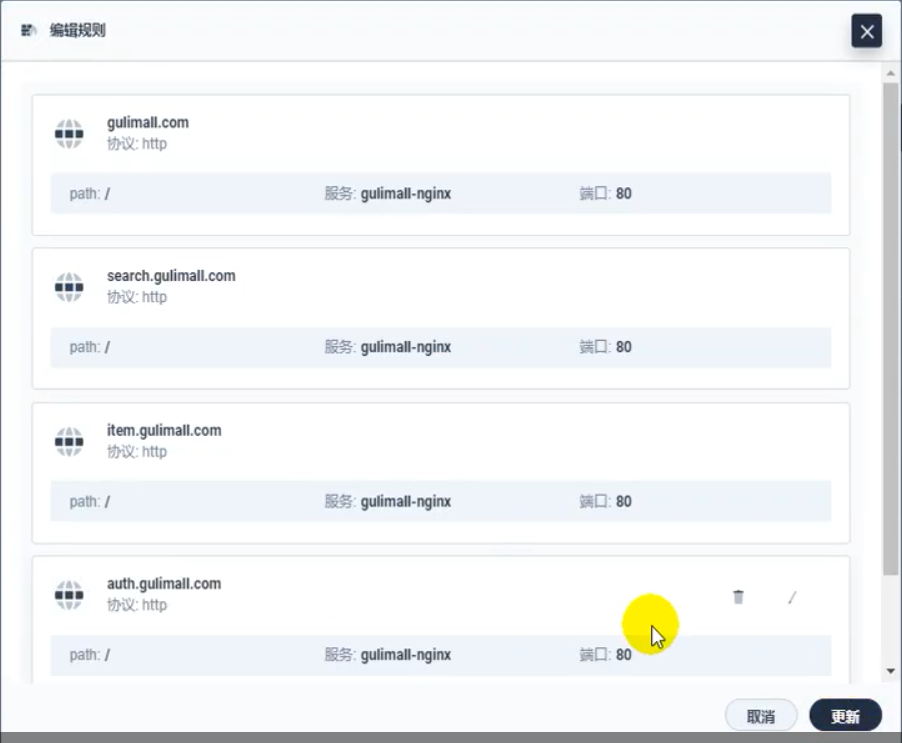 编辑规则
gulimall.com
协议: http
path: / 服务: gulimall-nginx 端口: 80
search.gulimall.com
协议: http
path: / 服务: gulimall-nginx 端口: 80
item.gulimall.com
协议: http
path: / 服务: gulimall-nginx 端口: 80
auth.gulimall.com
协议: http
path: / 服务: gulimall-nginx 端口: 80
取消 更新